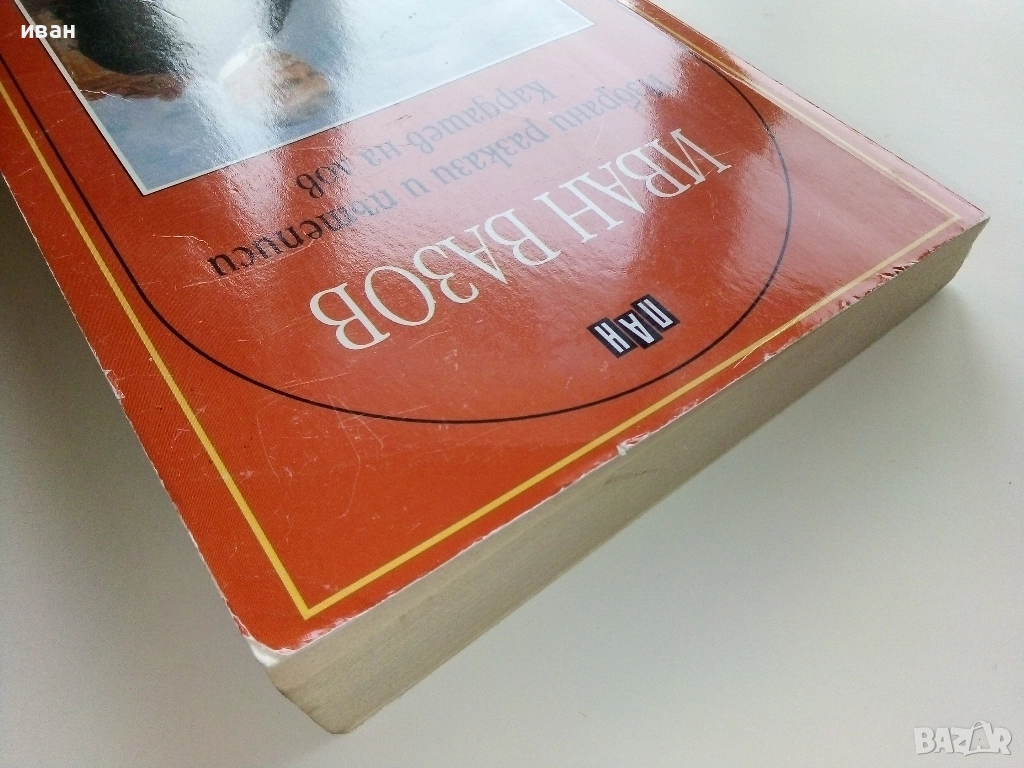 иван
ПАН
ИВАН ВАЗОВ
Избрани разкази и пътеписи
Кардашев на лов
BAZAR